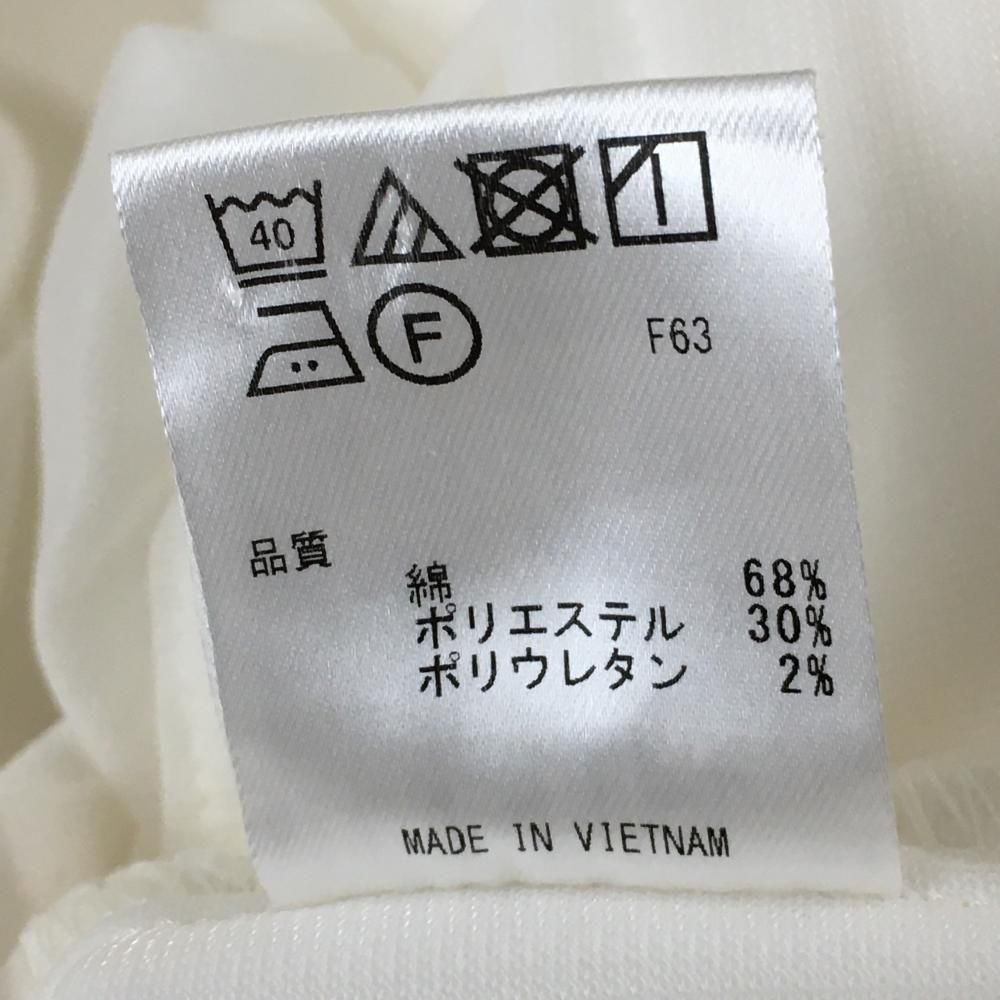 40
F
F63
品質
綿 68%
ポリエステル 30%
ポリウレタン 2%
MADE IN VIETNAM